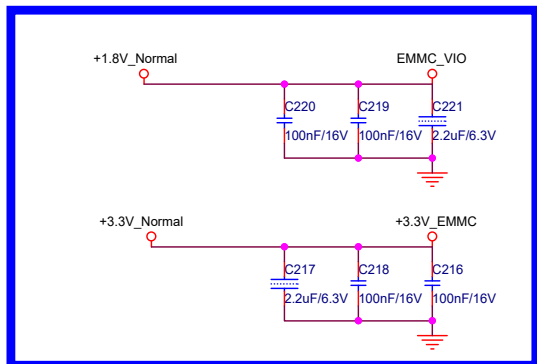 +1.8V_Normal EMMC_VIO
C220 C219 C221
100nF/16V 100nF/16V 2.2uF/6.3V
+3.3V_Normal +3.3V_EMMC
C217 C218 C216
2.2uF/6.3V 100nF/16V 100nF/16V